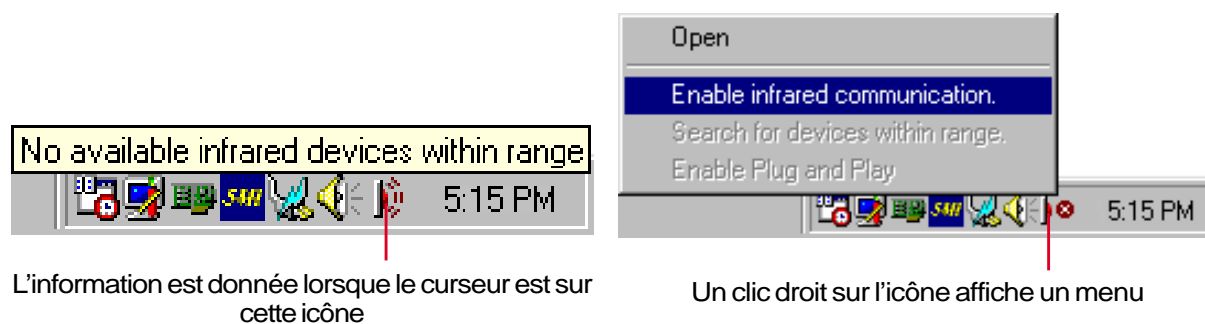 No available infrared devices within range
5:15 PM
L'information est donnée lorsque le curseur est sur
cette icône
Open
Enable infrared communication.
Search for devices within range.
Enable Plug and Play
5:15 PM
Un clic droit sur l'icône affiche un menu